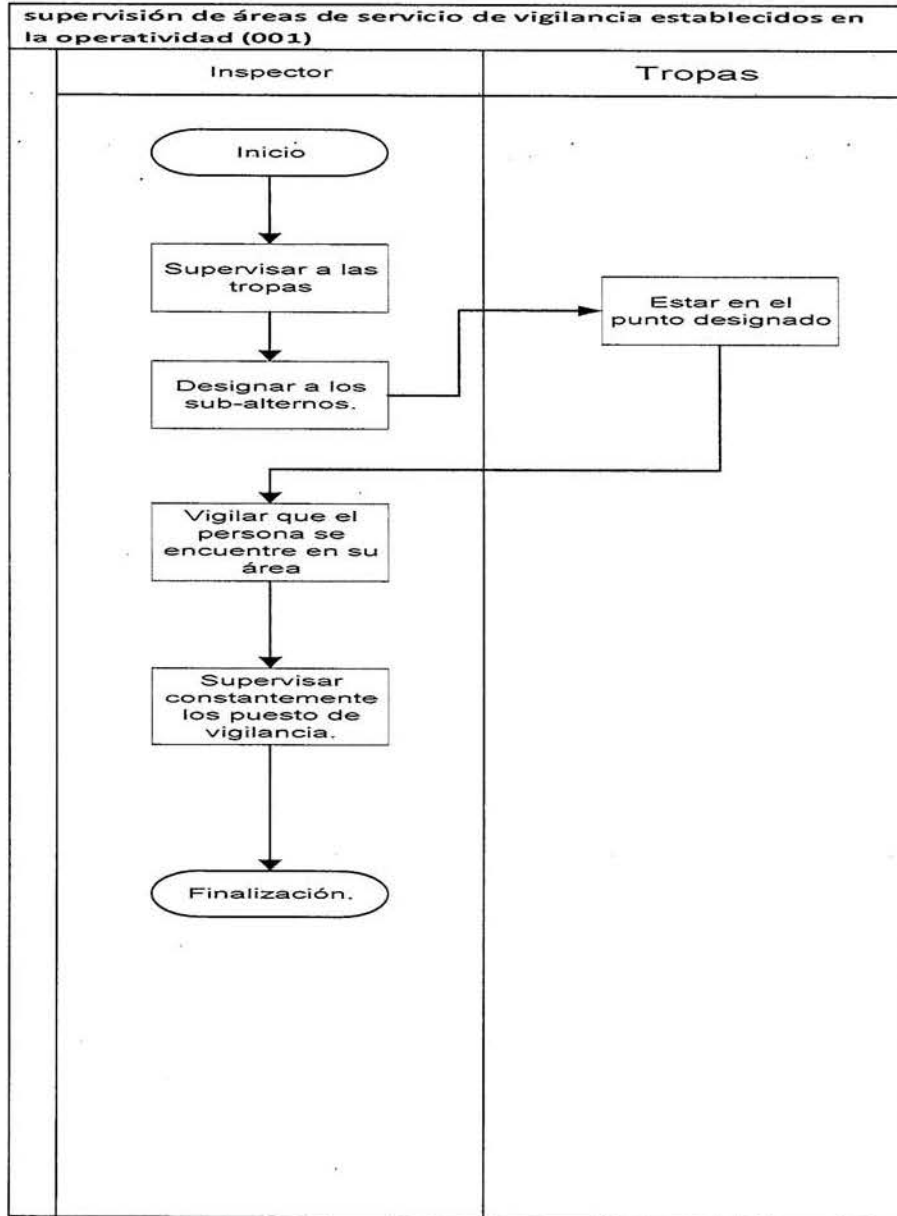 supervisión de áreas de servicio de vigilancia establecidos en
la operatividad (001)
Inspector
Tropas
Inicio
Supervisar a las
tropas
Designar a los
sub-alternos.
Estar en el
punto designado
Vigilar que el
persona se
encuentre en su
área
Supervisar
constantemente
los puesto de
vigilancia.
Finalización.